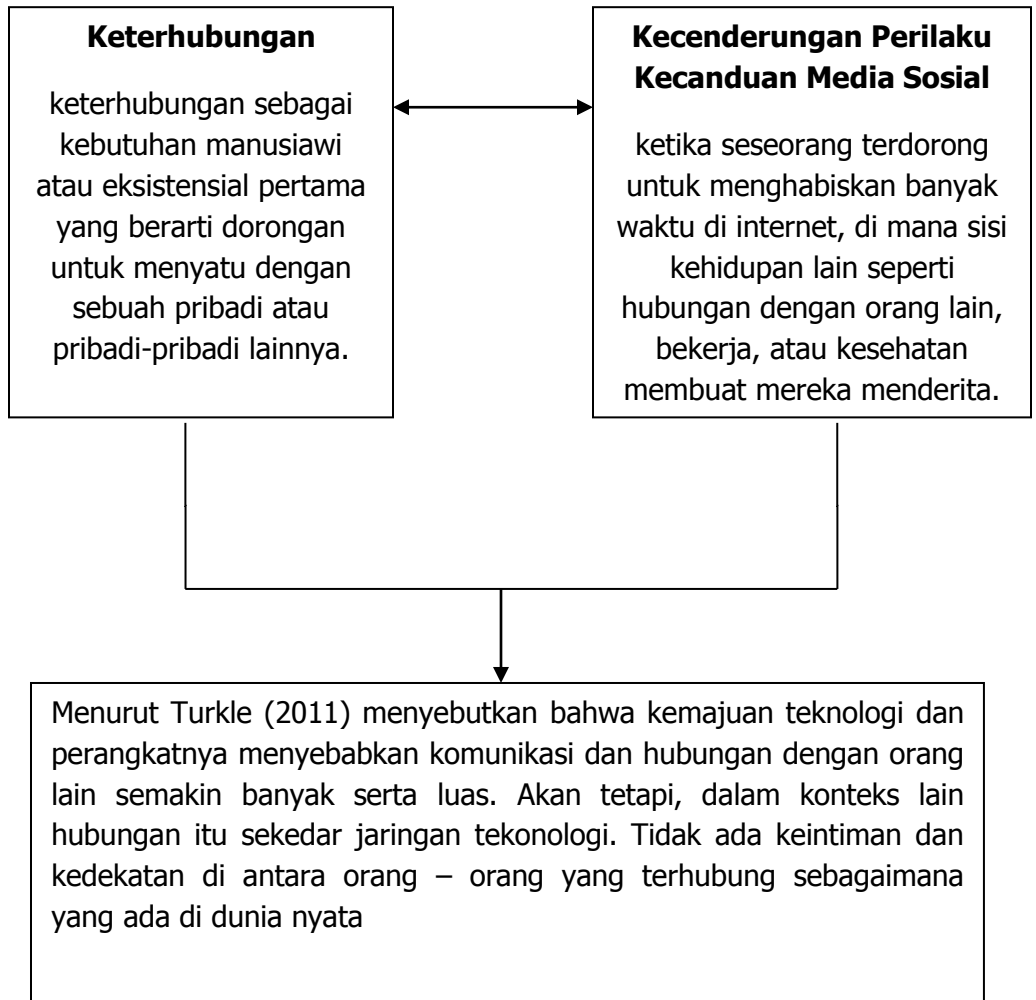 Keterhubungan
keterhubungan sebagai
kebutuhan manusiawi
atau eksistensial pertama
yang berarti dorongan
untuk menyatu dengan
sebuah pribadi atau
pribadi-pribadi lainnya.
Kecenderungan Perilaku
Kecanduan Media Sosial
ketika seseorang terdorong
untuk menghabiskan banyak
waktu di internet, di mana sisi
kehidupan lain seperti
hubungan dengan orang lain,
bekerja, atau kesehatan
membuat mereka menderita.
Menurut Turkle (2011) menyebutkan bahwa kemajuan teknologi dan
perangkatnya menyebabkan komunikasi dan hubungan dengan orang
lain semakin banyak serta luas. Akan tetapi, dalam konteks lain
hubungan itu sekedar jaringan tekonologi. Tidak ada keintiman dan
kedekatan di antara orang – orang yang terhubung sebagaimana
yang ada di dunia nyata